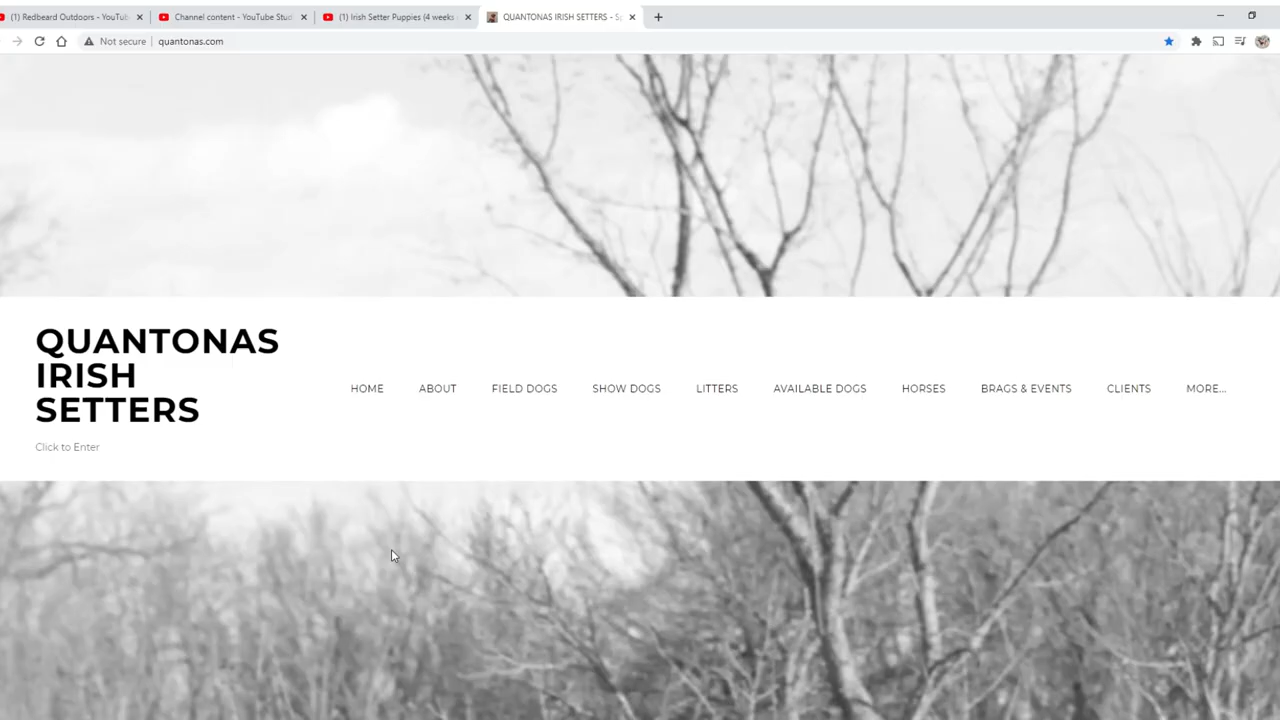 (1) Redbeard Outdoors - YouTub
Channel content - YouTube Stud
(1) Irish Setter Puppies (4 weeks
QUANTONAS IRISH SETTERS - Sp
Not secure
quantonas.com
QUANTONAS
IRISH
SETTERS
Click to Enter
HOME
ABOUT
FIELD DOGS
SHOW DOGS
LITTERS
AVAILABLE DOGS
HORSES
BRAGS & EVENTS
CLIENTS
MORE...